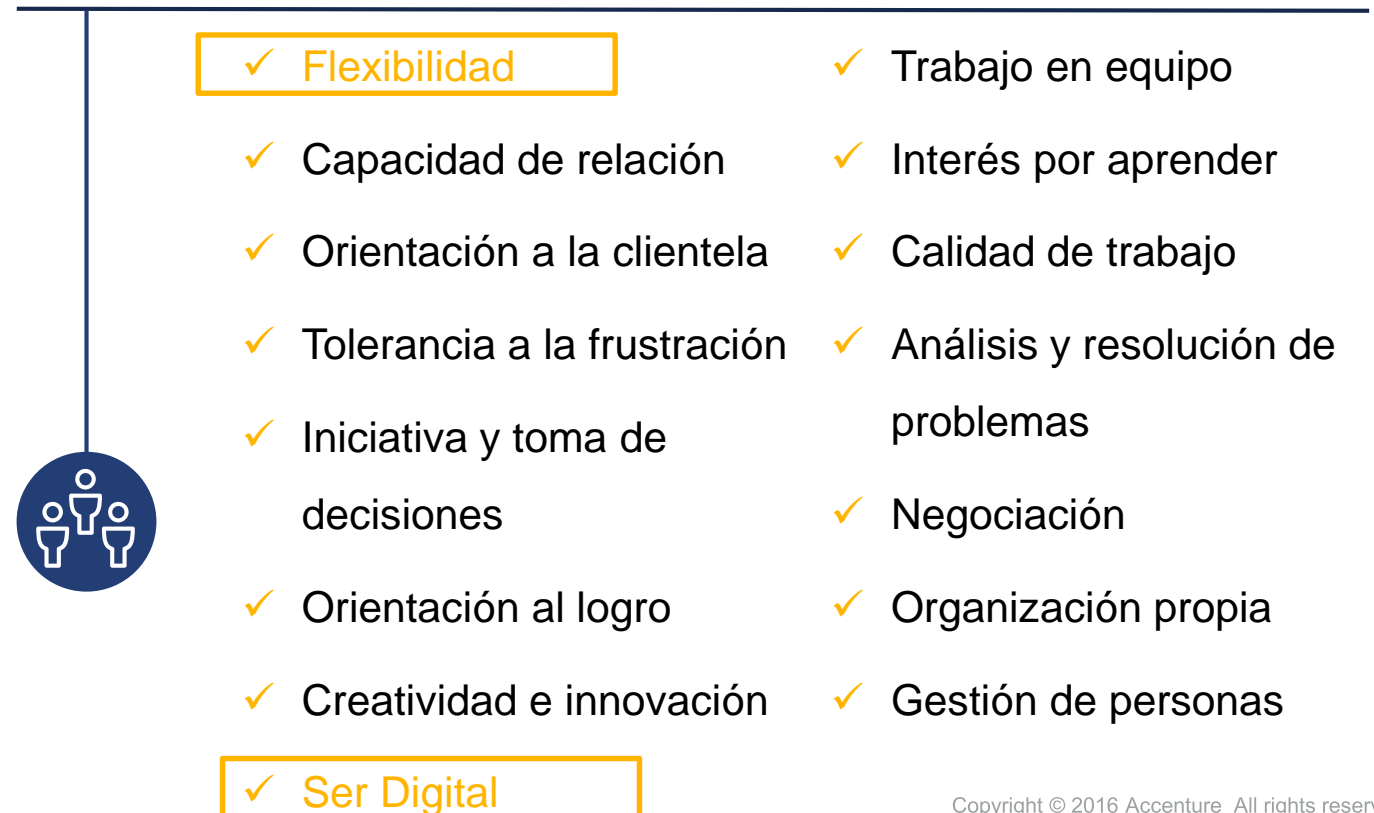 ✓ Flexibilidad
✓ Capacidad de relación
✓ Orientación a la clientela
✓ Tolerancia a la frustración
✓ Iniciativa y toma de
decisiones
✓ Orientación al logro
✓ Creatividad e innovación
✓ Ser Digital
✓ Trabajo en equipo
✓ Interés por aprender
✓ Calidad de trabajo
✓ Análisis y resolución de
problemas
✓ Negociación
✓ Organización propia
✓ Gestión de personas
Copyright © 2016 Accenture All rights reserv